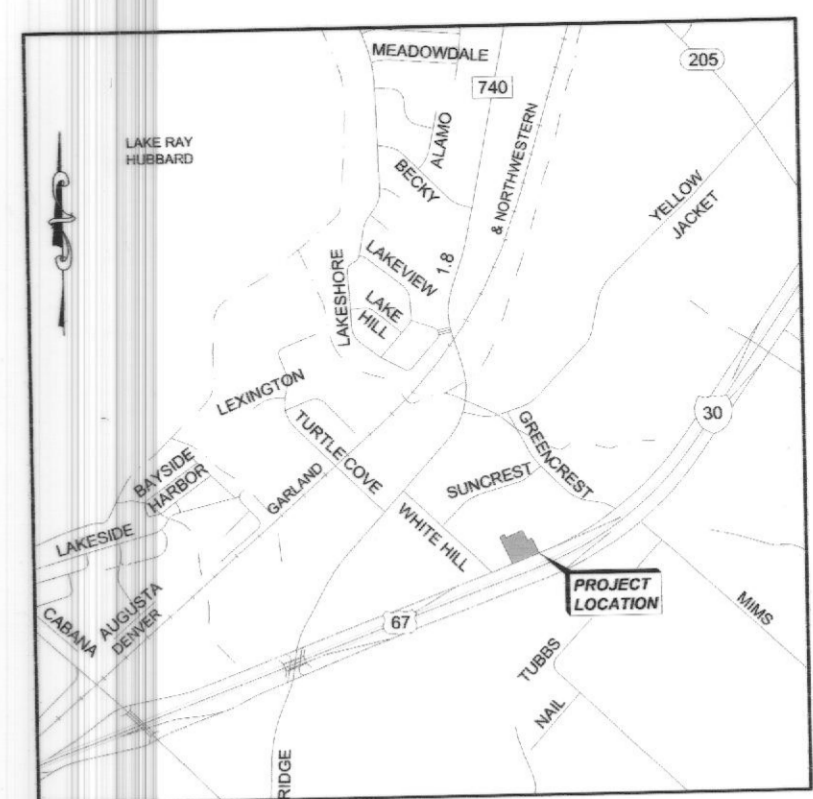 MEADOWDALE
740
205
LAKE RAY
HUBBARD
ALAMO
BECKY
& NORTHWESTERN
YELLOW
JACKET
LAKEVIEW
1.8
LAKESHORE
LAKE
HILL
30
LEXINGTON
TURTLE COVE
GREENCREST
SUNCREST
BAYSIDE
HARBOR
GARLAND
WHITE HILL
LAKESIDE
PROJECT
LOCATION
CABANA
AUGUSTA
DENVER
67
MIMS
TUBBS
NAIL
RIDGE